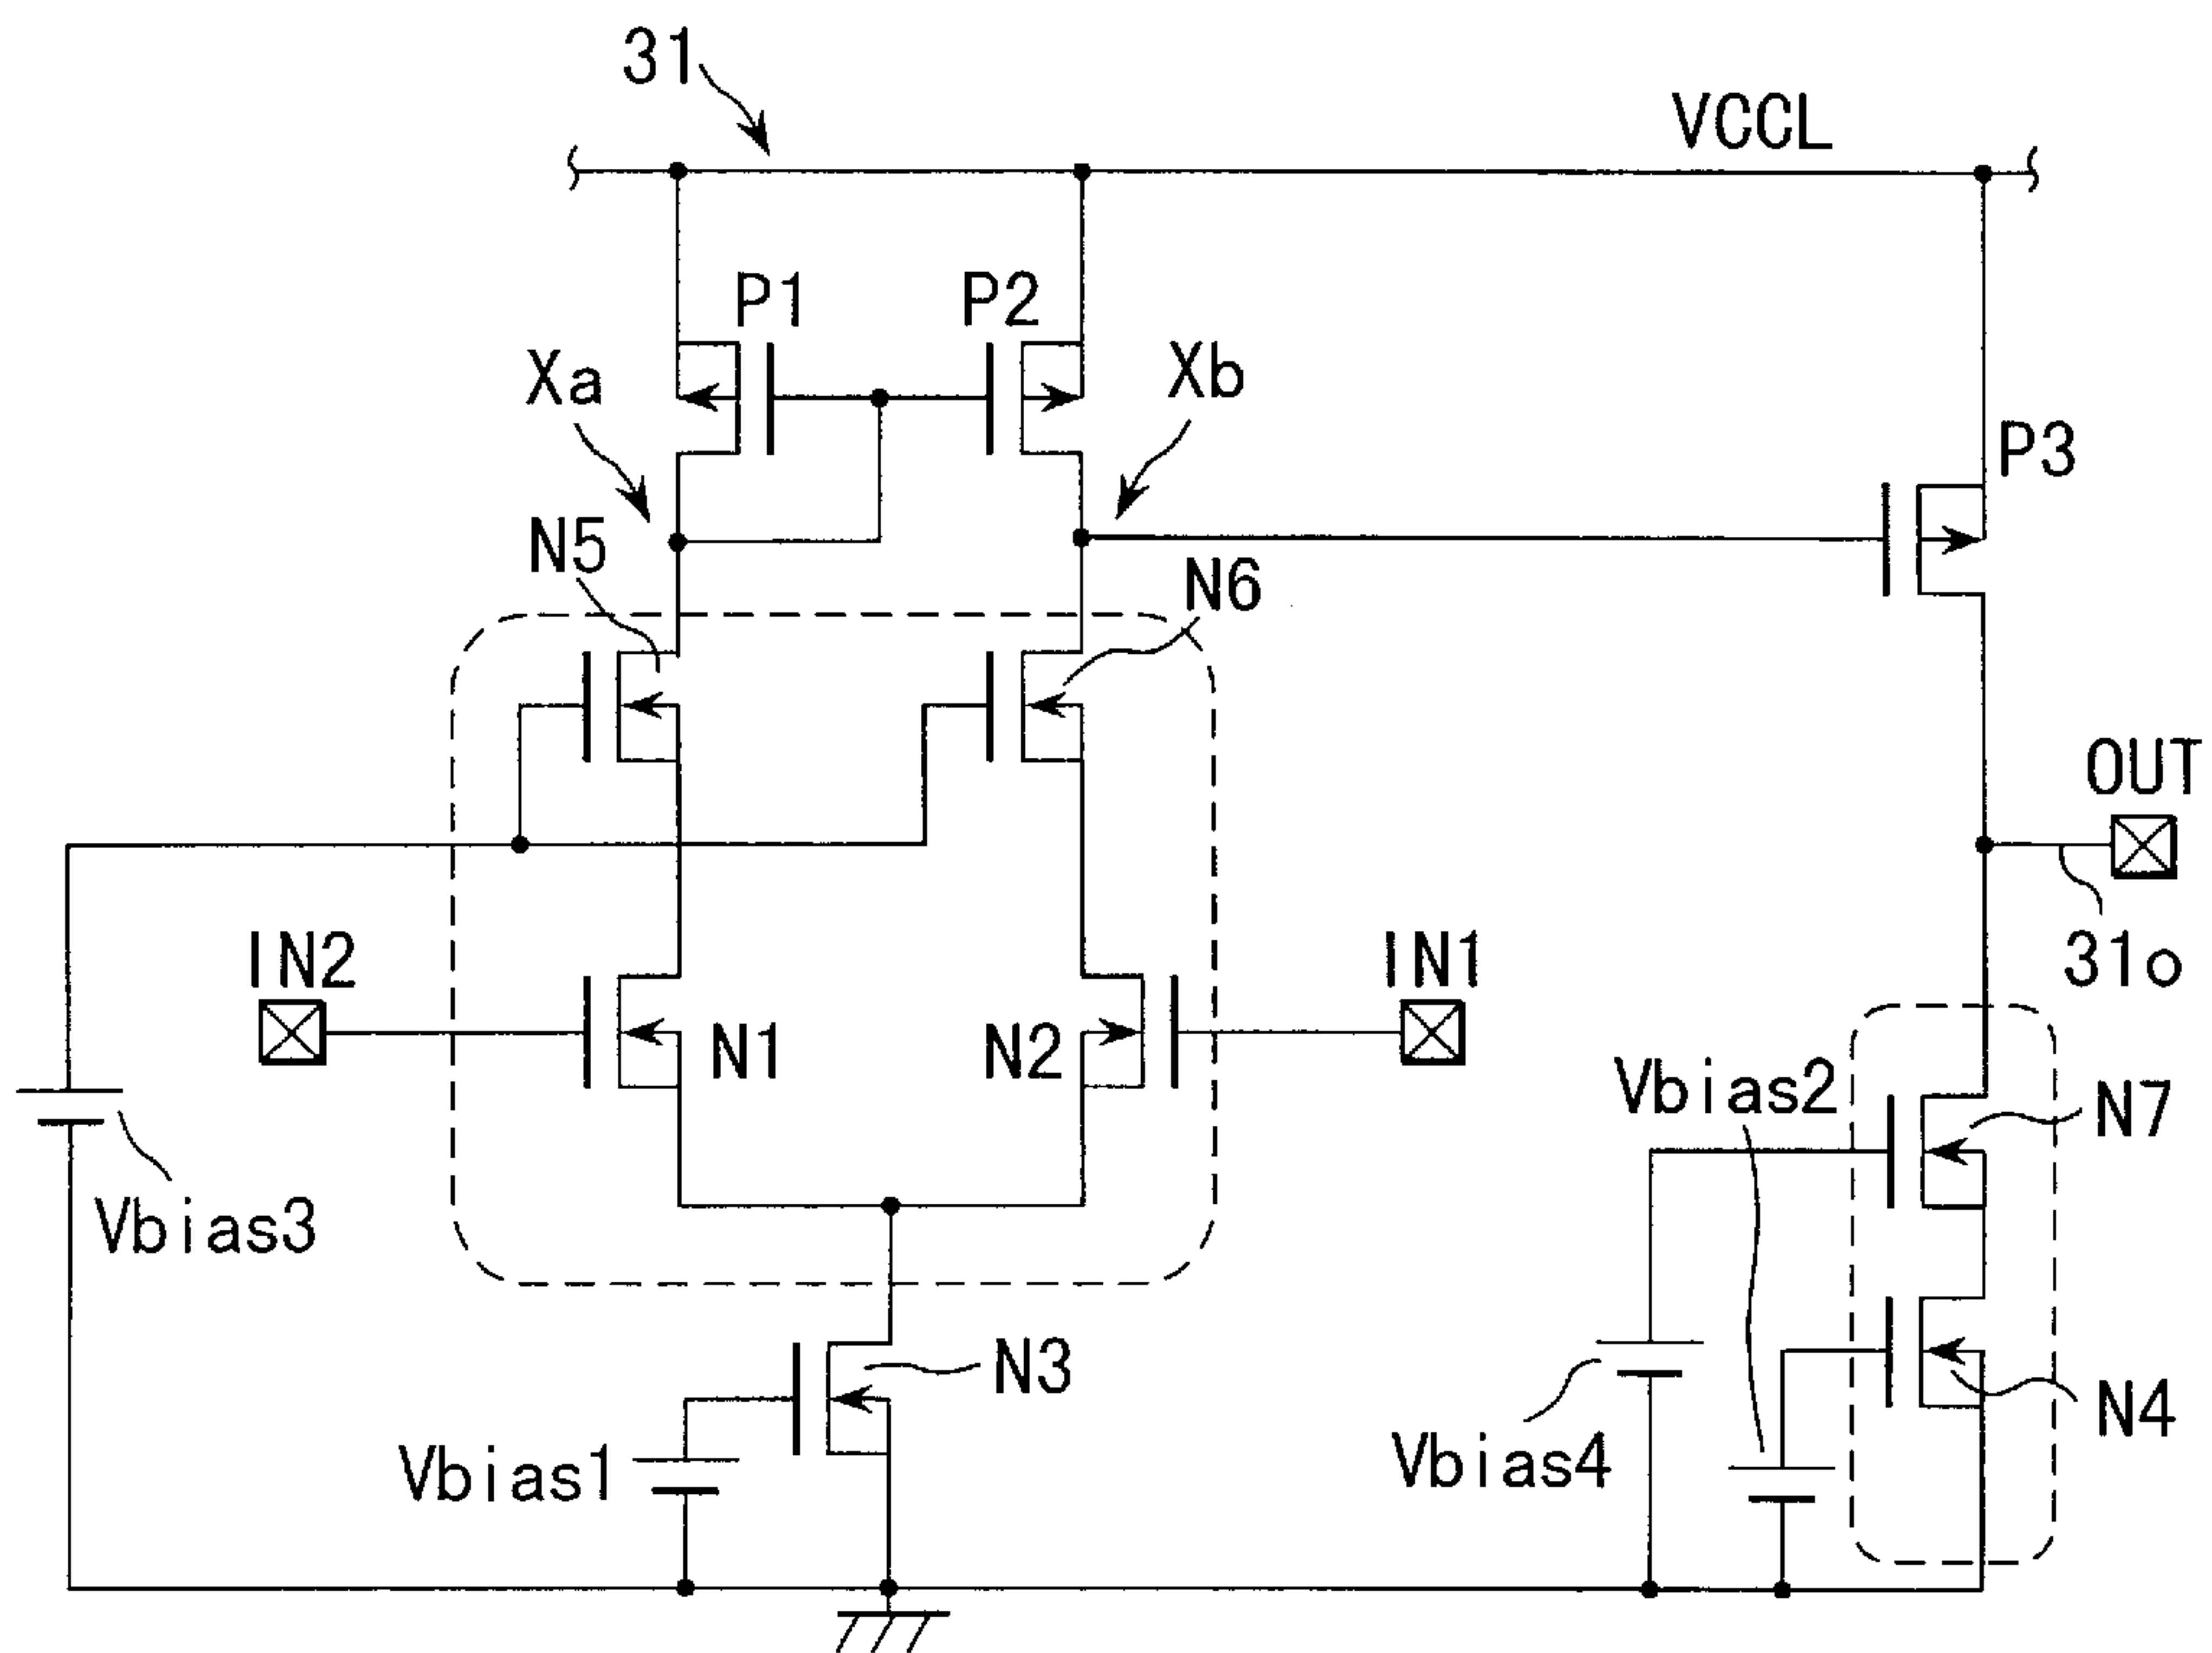 31
VCCL
P1
P2
Xa
Xb
P3
N5
N6
OUT
IN2
IN1
31o
N1
N2
Vbias2
N7
Vbias3
N3
N4
Vbias1
Vbias4